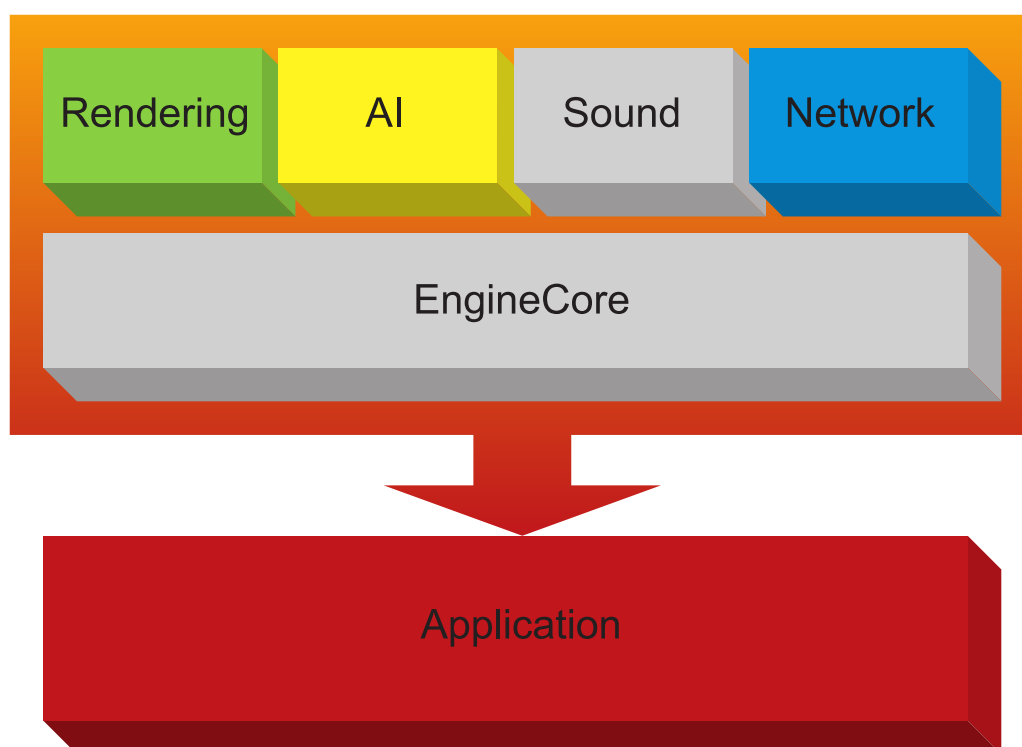 Rendering
AI
Sound
Network
EngineCore
Application